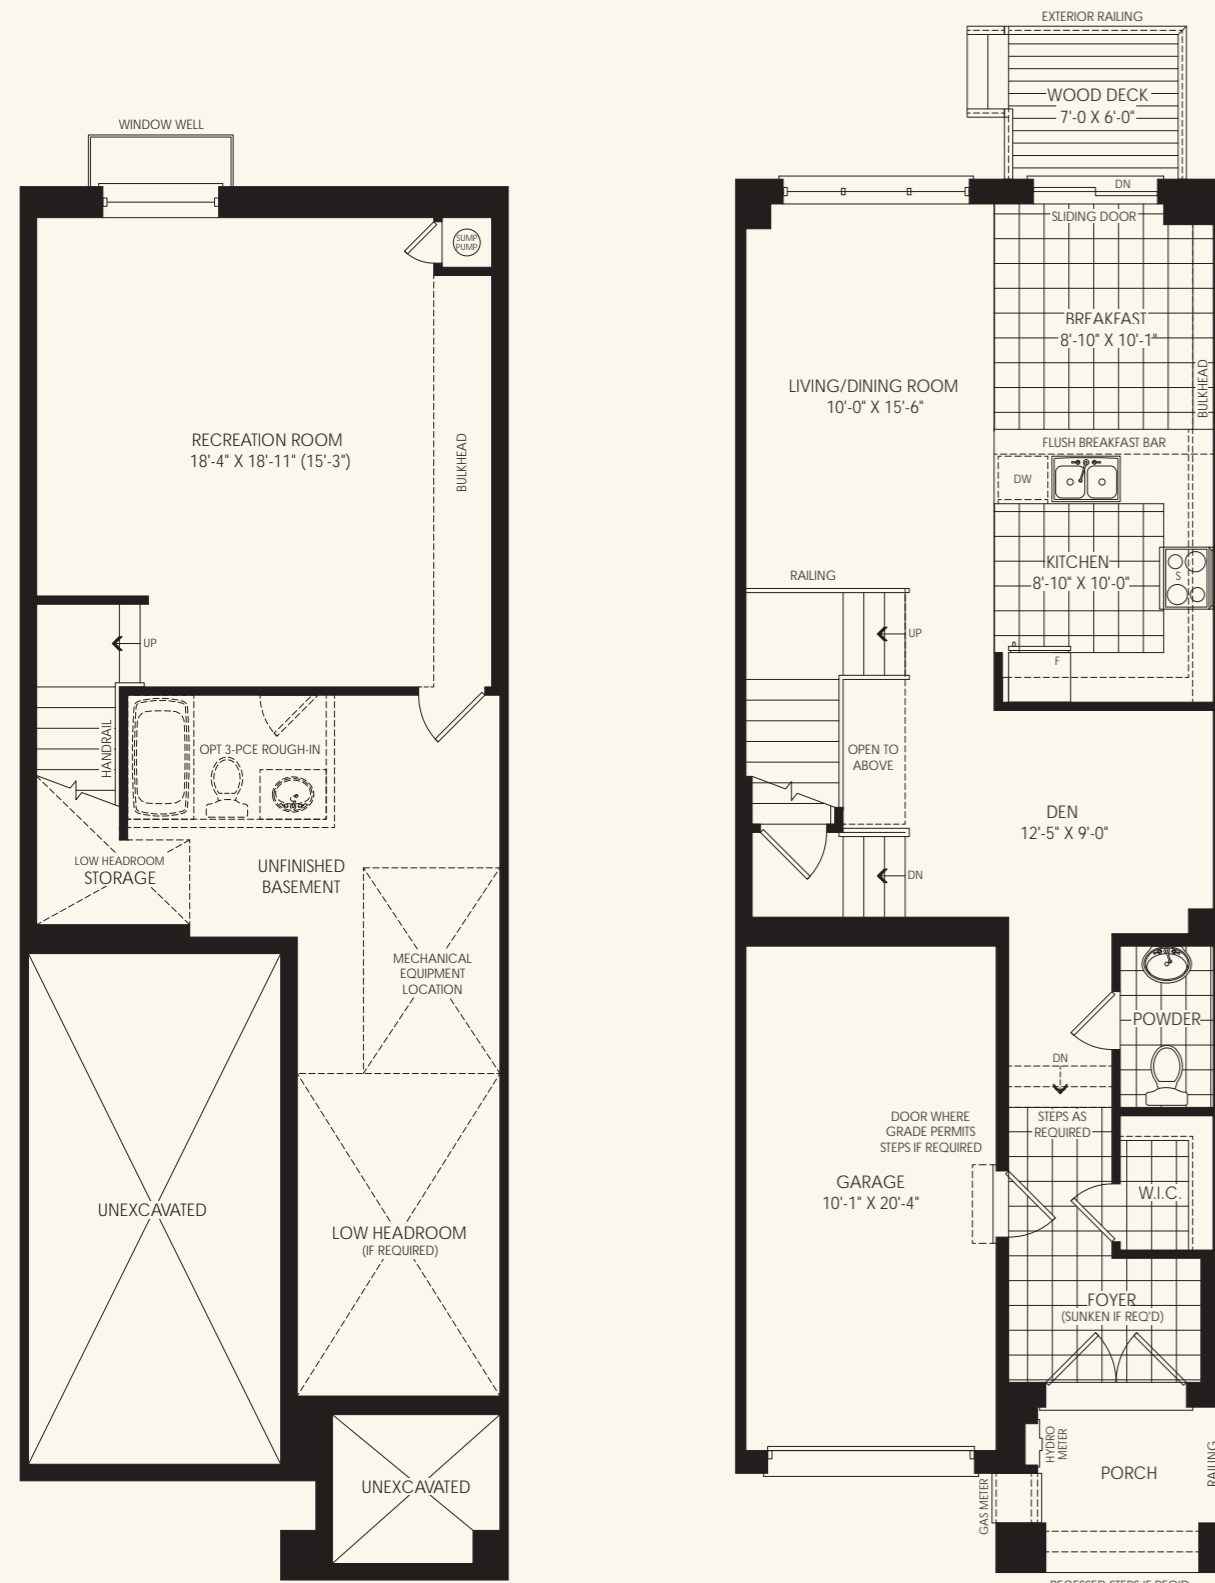 WINDOW WELL
SUMP
PUMP
RECREATION ROOM
18'-4" X 18'-11" (15'-3")
BULKHEAD
UP
HANDRAIL
OPT 3-PCE ROUGH-IN
LOW HEADROOM
STORAGE
UNFINISHED
BASEMENT
MECHANICAL
EQUIPMENT
LOCATION
UNEXCAVATED
LOW HEADROOM
(IF REQUIRED)
UNEXCAVATED
EXTERIOR RAILING
WOOD DECK
7'-0 X 6'-0"
DN
SLIDING DOOR
BREAKFAST
8'-10" X 10'-1"
BULKHEAD
LIVING/DINING ROOM
10'-0" X 15'-6"
FLUSH BREAKFAST BAR
DW
KITCHEN
8'-10" X 10'-0"
S
F
RAILING
UP
OPEN TO
ABOVE
DN
DEN
12'-5" X 9'-0"
POWDER
DN
STEPS AS
REQUIRED
DOOR WHERE
GRADE PERMITS
STEPS IF REQUIRED
GARAGE
10'-1" X 20'-4"
W.I.C.
FOYER
(SUNKEN IF REQ'D)
HYDRO
METER
PORCH
RAILING
GAS METER
RECESSED STEPS IF REQ'D